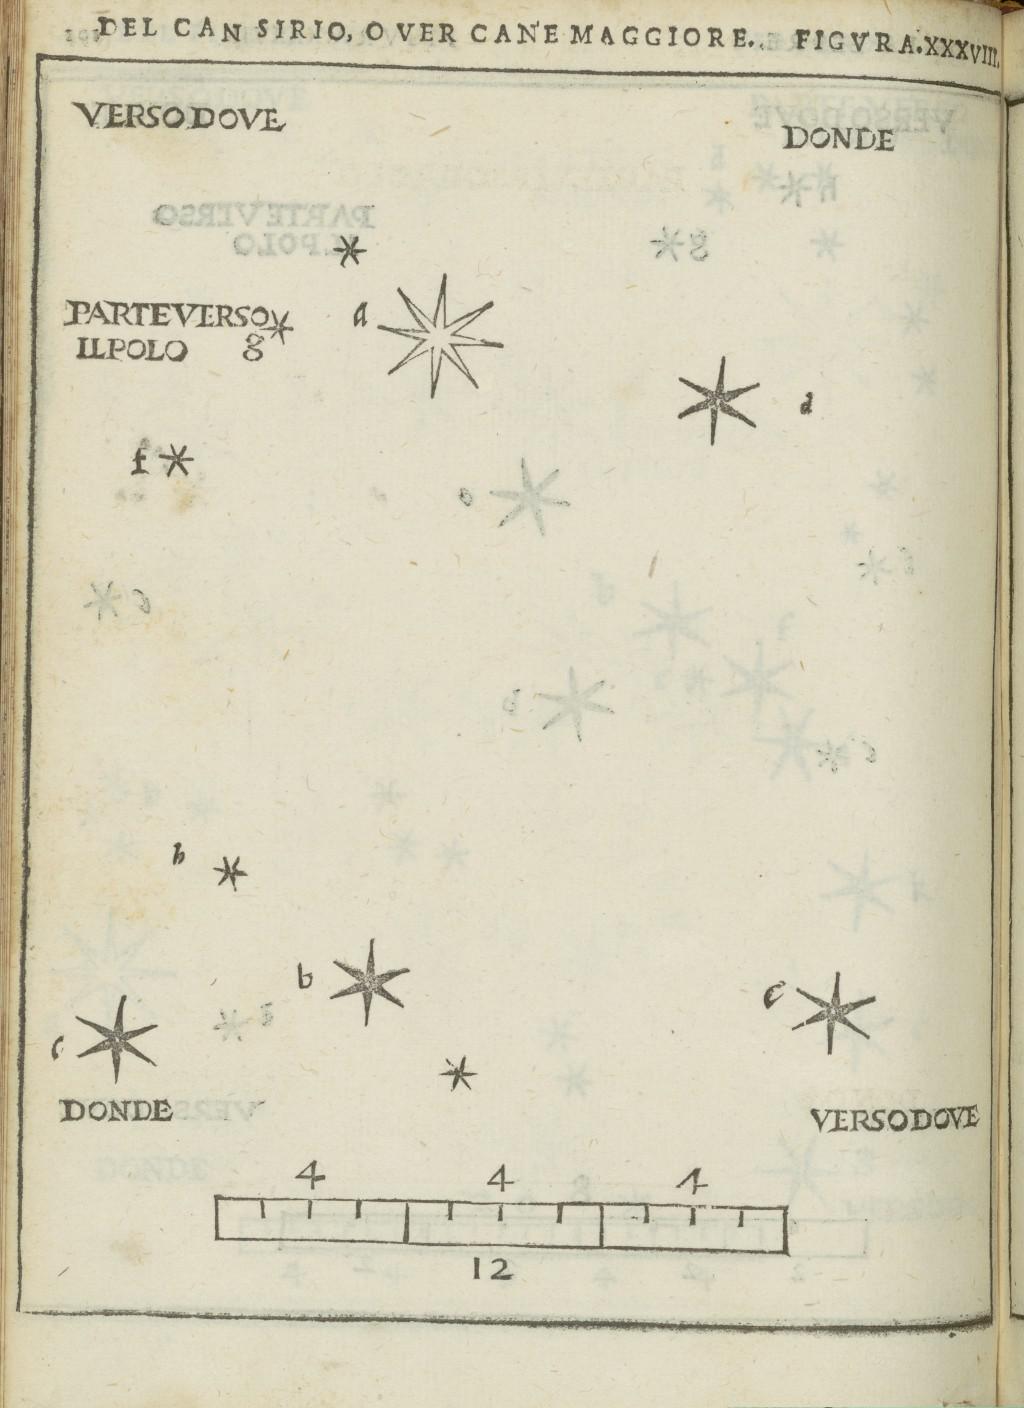 DEL CAN SIRIO, OVER CANE MAGGIORE. FIGVRA. XXXVIII.
VERSO DOVE
DONDE
PARTE VERSO
IL POLO
g
a
d
f
h
b
c
e
DONDE
VERSO DOVE
4 4 4
12